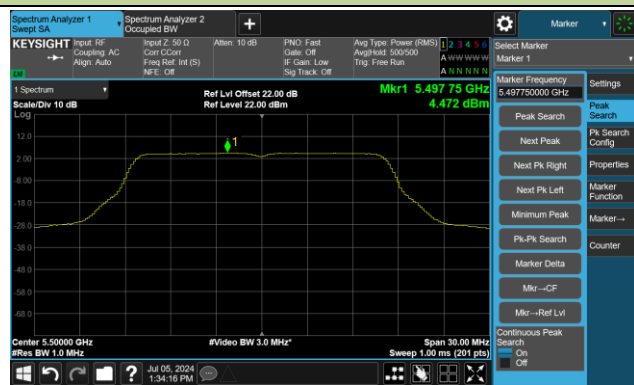 Spectrum Analyzer 1
Swept SA
Spectrum Analyzer 2
Occupied BW
+
Marker
KEYSIGHT
Input: RF
Coupling: AC
Align: Auto
Input Z: 50 Ω
Corr CCorr
Freq Ref: Int (S)
NFE: Off
Atten: 10 dB
PNO: Fast
Gate: Off
IF Gain: Low
Sig Track: Off
Avg Type: Power (RMS)
Avg|Hold: 500/500
Trig: Free Run
1 2 3 4 5 6
A W W W W W
A N N N N N
LXI
Select Marker
Marker 1
1 Spectrum
Scale/Div 10 dB
Log
Ref Lvl Offset 22.00 dB
Ref Level 22.00 dBm
Mkr1 5.497 75 GHz
4.472 dBm
12.0
2.00
-8.00
-18.0
-28.0
-38.0
-48.0
-58.0
-68.0
1
Center 5.50000 GHz
#Res BW 1.0 MHz
#Video BW 3.0 MHz*
Span 30.00 MHz
Sweep 1.00 ms (201 pts)
Marker Frequency
5.497750000 GHz
Peak Search
Next Peak
Next Pk Right
Next Pk Left
Minimum Peak
Pk-Pk Search
Marker Delta
Mkr→CF
Mkr→Ref Lvl
Continuous Peak
Search
On
Off
Settings
Peak
Search
Pk Search
Config
Properties
Marker
Function
Marker→
Counter
?
Jul 05, 2024
1:34:16 PM